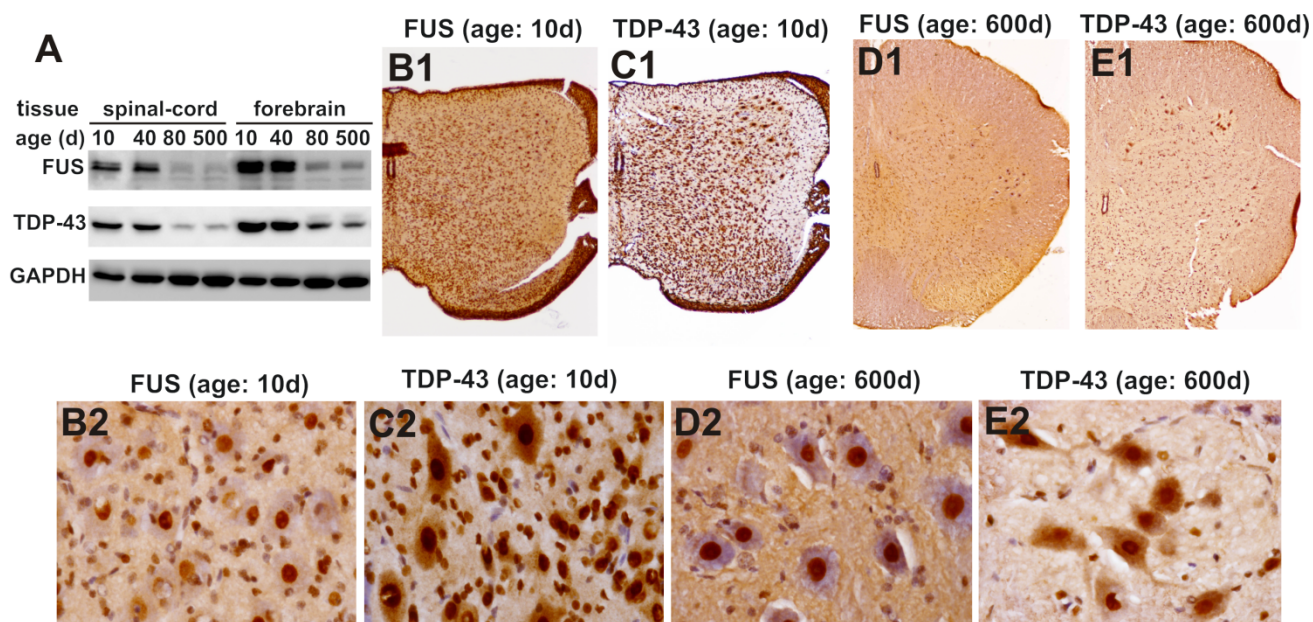 A
FUS (age: 10d)
TDP-43 (age: 10d)
FUS (age: 600d)
TDP-43 (age: 600d)
B1
C1
D1
E1
tissue spinal-cord forebrain
age (d) 10 40 80 500 10 40 80 500
FUS
TDP-43
GAPDH
FUS (age: 10d)
TDP-43 (age: 10d)
FUS (age: 600d)
TDP-43 (age: 600d)
B2
C2
D2
E2